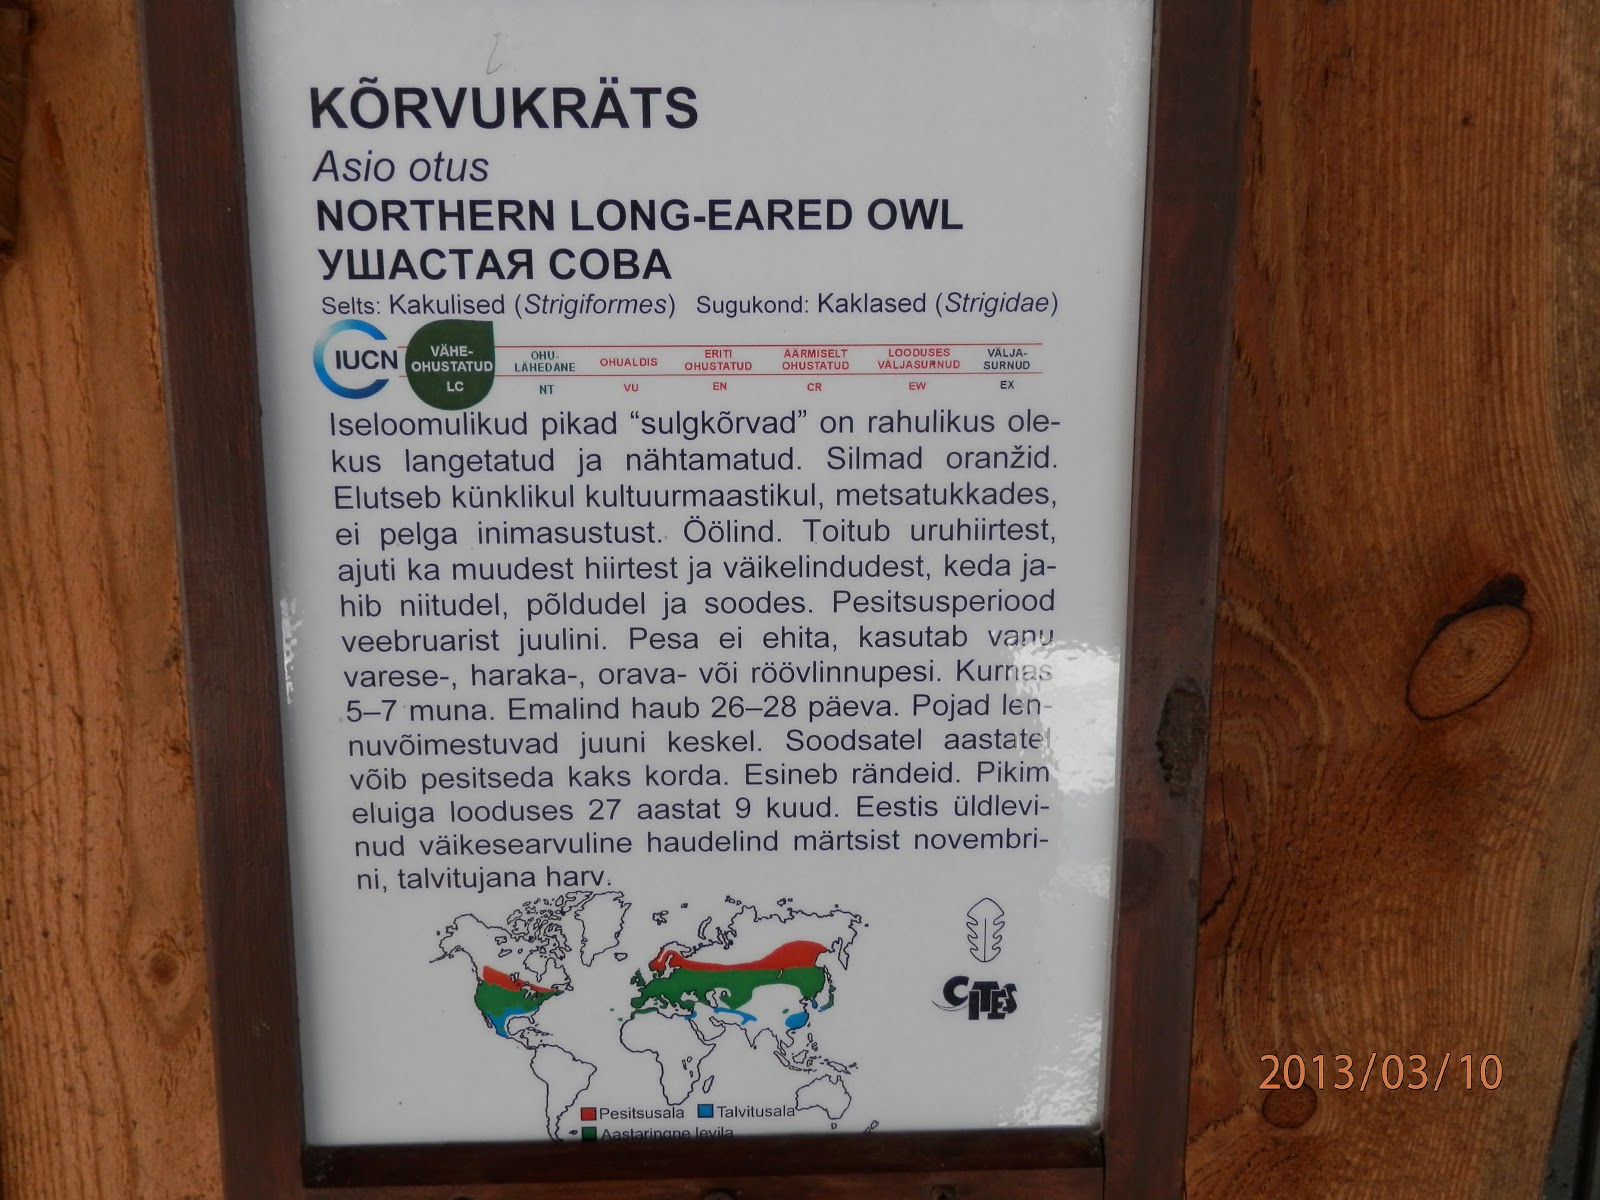 KÕRVUKRÄTS
Asio otus
NORTHERN LONG-EARED OWL
УШАСТАЯ СОВА
Selts: Kakulised (Strigiformes) Sugukond: Kaklased (Strigidae)
IUCN
VÄHE-
OHUSTATUD
LC
OHU-
LÄHEDANE
NT
OHUALDIS
VU
ERITI
OHUSTATUD
EN
ÄÄRMISELT
OHUSTATUD
CR
LOODUSES
VÄLJASURNUD
EW
VÄLJA-
SURNUD
EX
Iseloomulikud pikad “sulgkõrvad” on rahulikus ole-
kus langetatud ja nähtamatud. Silmad oranžid.
Elutseb künklikul kultuurmaastikul, metsatukkades,
ei pelga inimasustust. Öölind. Toitub uruhiirtest,
ajuti ka muudest hiirtest ja väikelindudest, keda ja-
hib niitudel, põldudel ja soodes. Pesitsusperiood
veebruarist juulini. Pesa ei ehita, kasutab vanu
varese-, haraka-, orava- või röövlinnupesi. Kurnas
5–7 muna. Emalind haub 26–28 päeva. Pojad len-
nuvõimestuvad juuni keskel. Soodsatel aastatel
võib pesitseda kaks korda. Esineb rändeid. Pikim
eluiga looduses 27 aastat 9 kuud. Eestis üldlevi-
nud väikesearvuline haudelind märtsist novembri-
ni, talvitujana harv.
CITES
Pesitsusala Talvitusala
Aastaringne levila
2013/03/10